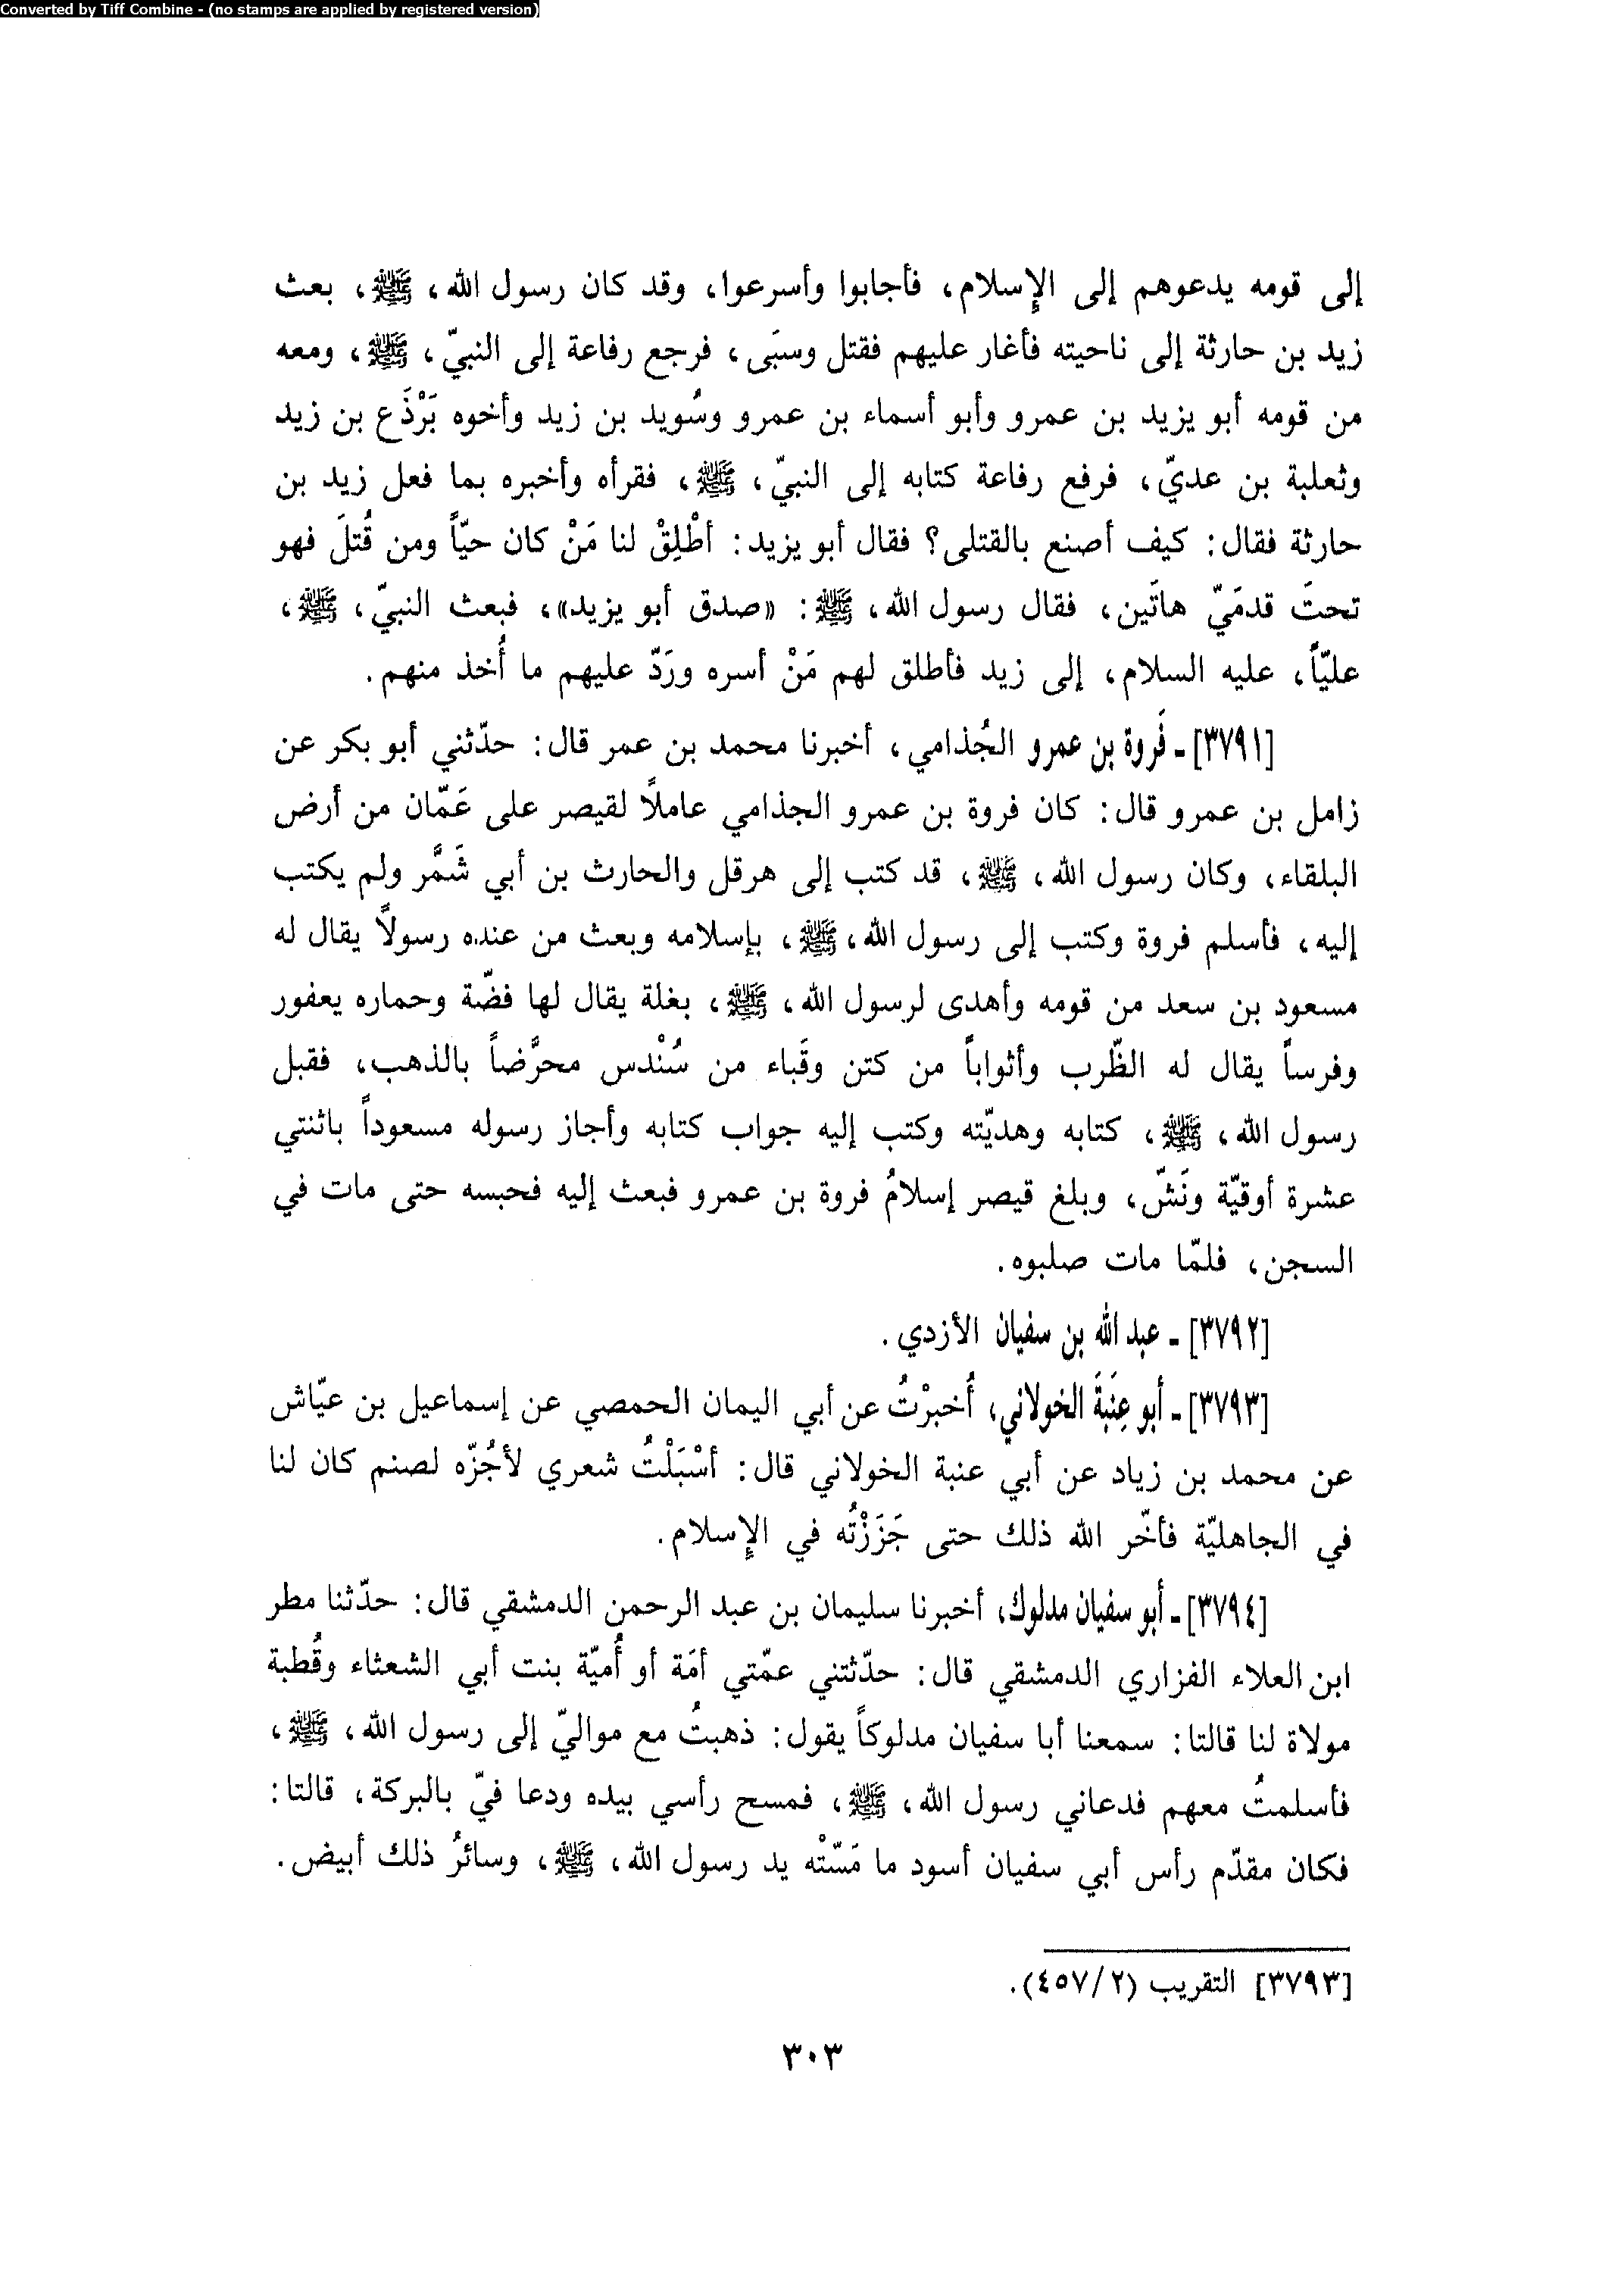 Converted by Tiff Combine - (no stamps are applied by registered version)
إلى قومه يدعوهم إلى الإسلام، فأجابوا وأسرعوا، وقد كان رسول الله، ﷺ، بعث
زيد بن حارثة إلى ناحيته فأغار عليهم فقتل وسبَى، فرجع رفاعة إلى النبيّ، ﷺ، ومعه
من قومه أبو يزيد بن عمرو وأبو أسماء بن عمرو وسُويد بن زيد وأخوه بَرْذَع بن زيد
وثعلبة بن عديّ، فرفع رفاعة كتابه إلى النبيّ، ﷺ، فقرأه وأخبره بما فعل زيد بن
حارثة فقال: كيف أصنع بالقتلى؟ فقال أبو يزيد: أطْلِقْ لنا مَنْ كان حيّاً ومن قُتلَ فهو
تحتَ قدمَيّ هاتَين، فقال رسول الله، ﷺ: «صدق أبو يزيد»، فبعث النبيّ، ﷺ،
عليّاً، عليه السلام، إلى زيد فأطلق لهم مَنْ أسره ورَدّ عليهم ما أُخذ منهم.
[٣٧٩١] ـ فَروة بن عمرو الجُذامي، أخبرنا محمد بن عمر قال: حدّثني أبو بكر عن
زامل بن عمرو قال: كان فروة بن عمرو الجذامي عاملاً لقيصر على عَمّان من أرض
البلقاء، وكان رسول الله، ﷺ، قد كتب إلى هرقل والحارث بن أبي شَمَّر ولم يكتب
إليه، فأسلم فروة وكتب إلى رسول الله، ﷺ، بإسلامه وبعث من عنده رسولاً يقال له
مسعود بن سعد من قومه وأهدى لرسول الله، ﷺ، بغلة يقال لها فضّة وحماره يعفور
وفرساً يقال له الظّرب وأثواباً من كتن وقَباء من سُنْدس محرَّضاً بالذهب، فقبل
رسول الله، ﷺ، كتابه وهديّته وكتب إليه جواب كتابه وأجاز رسوله مسعوداً باثنتي
عشرة أوقيّة ونَشّ، وبلغ قيصر إسلامُ فروة بن عمرو فبعث إليه فحبسه حتى مات في
السجن، فلمّا مات صلبوه.
[٣٧٩٢] ـ عبد الله بن سفيان الأزدي.
[٣٧٩٣] ـ أبو عِنَبَةَ الخولاني، أُخبرْتُ عن أبي اليمان الحمصي عن إسماعيل بن عيّاش
عن محمد بن زياد عن أبي عنبة الخولاني قال: أسْبَلْتُ شعري لأجُزّه لصنم كان لنا
في الجاهليّة فأخّر الله ذلك حتى جَزَزْتُه في الإسلام.
[٣٧٩٤] ـ أبو سفيان مدلوك، أخبرنا سليمان بن عبد الرحمن الدمشقي قال: حدّثنا مطر
ابن العلاء الفزاري الدمشقي قال: حدّثتني عمّتي أمَة أو أُميّة بنت أبي الشعثاء وقُطبة
مولاة لنا قالتا: سمعنا أبا سفيان مدلوكاً يقول: ذهبتُ مع مواليّ إلى رسول الله، ﷺ،
فأسلمتُ معهم فدعاني رسول الله، ﷺ، فمسح رأسي بيده ودعا فيّ بالبركة، قالتا:
فكان مقدّم رأس أبي سفيان أسود ما مَسّتْه يد رسول الله، ﷺ، وسائرُ ذلك أبيض.
[٣٧٩٣] التقريب (٢/ ٤٥٧).
٣٠٣